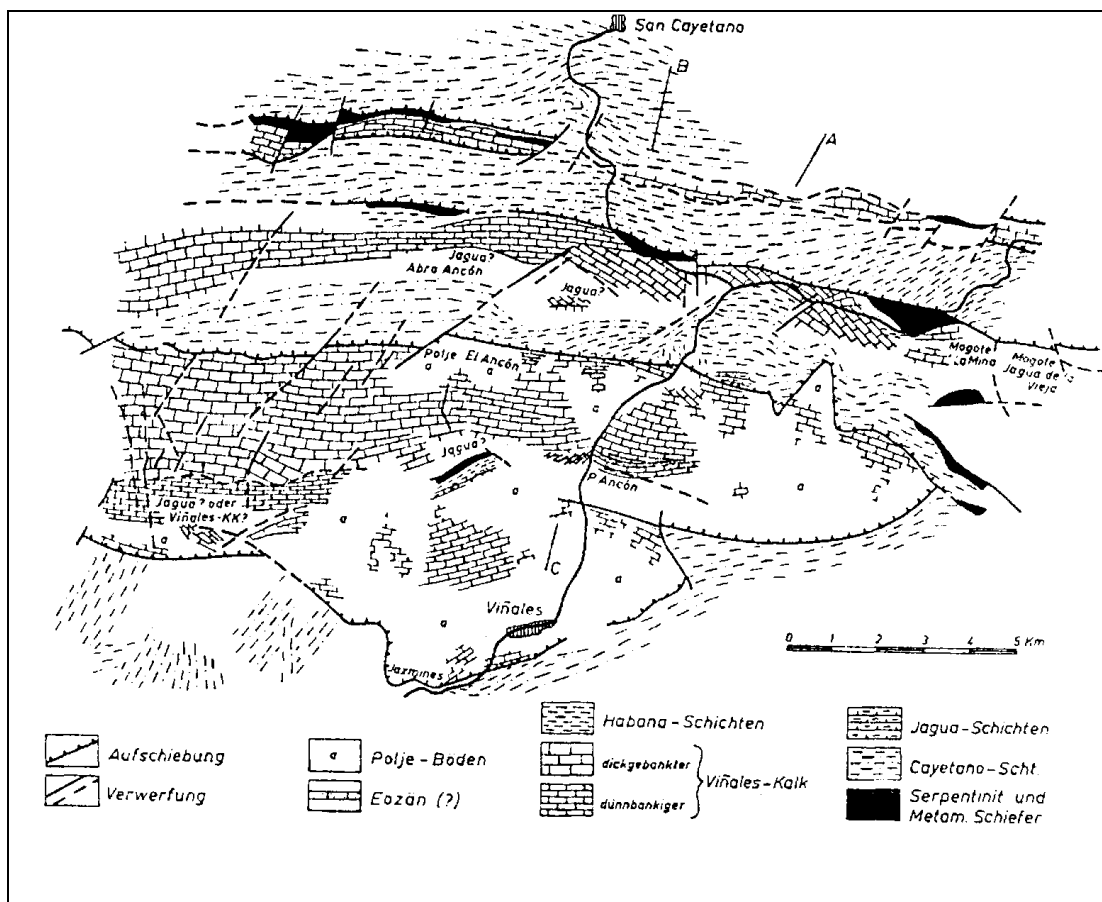 San Cayetano
B
A
Jagua?
Abra Ancón
Jagua?
Polje El Ancón
a
a
a
a
Mogote
La Mina
Mogote
Jagua de la
Vieja
Jagua?
P. Ancón
a
a
a
Jagua? oder
Viñales-KK?
a
C
a
Viñales
a
Jazmines
0 1 2 3 4 5 Km
Aufschiebung
Verwerfung
a Polje-Böden
Eozän (?)
Habana-Schichten
dickgebankter
dünnbankiger
Viñales-Kalk
Jagua-Schichten
Cayetano-Scht.
Serpentinit und
Metam. Schiefer